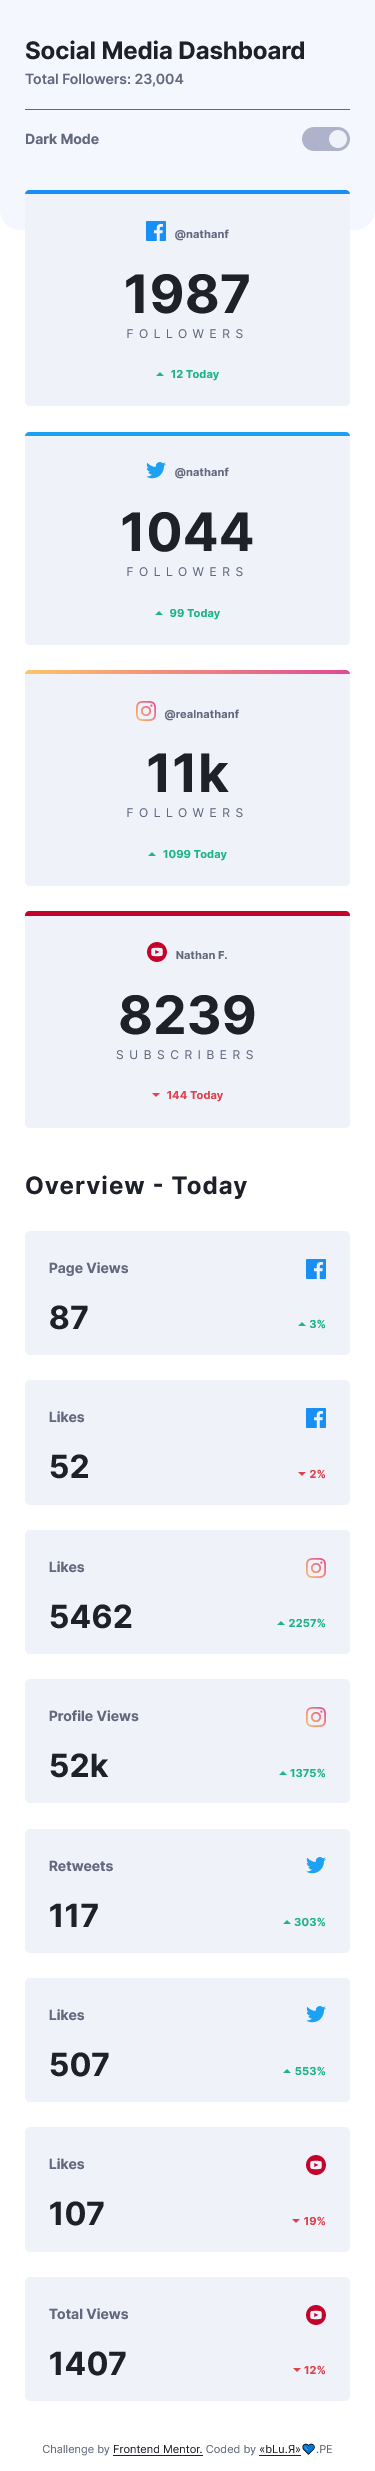 Social Media Dashboard
Total Followers: 23,004
Dark Mode
@nathanf
1987
FOLLOWERS
12 Today
@nathanf
1044
FOLLOWERS
99 Today
@realnathanf
11k
FOLLOWERS
1099 Today
Nathan F.
8239
SUBSCRIBERS
144 Today
Overview - Today
Page Views
87
3%
Likes
52
2%
Likes
5462
2257%
Profile Views
52k
1375%
Retweets
117
303%
Likes
507
553%
Likes
107
19%
Total Views
1407
12%
Challenge by Frontend Mentor. Coded by «bLu.Я»💙.PE